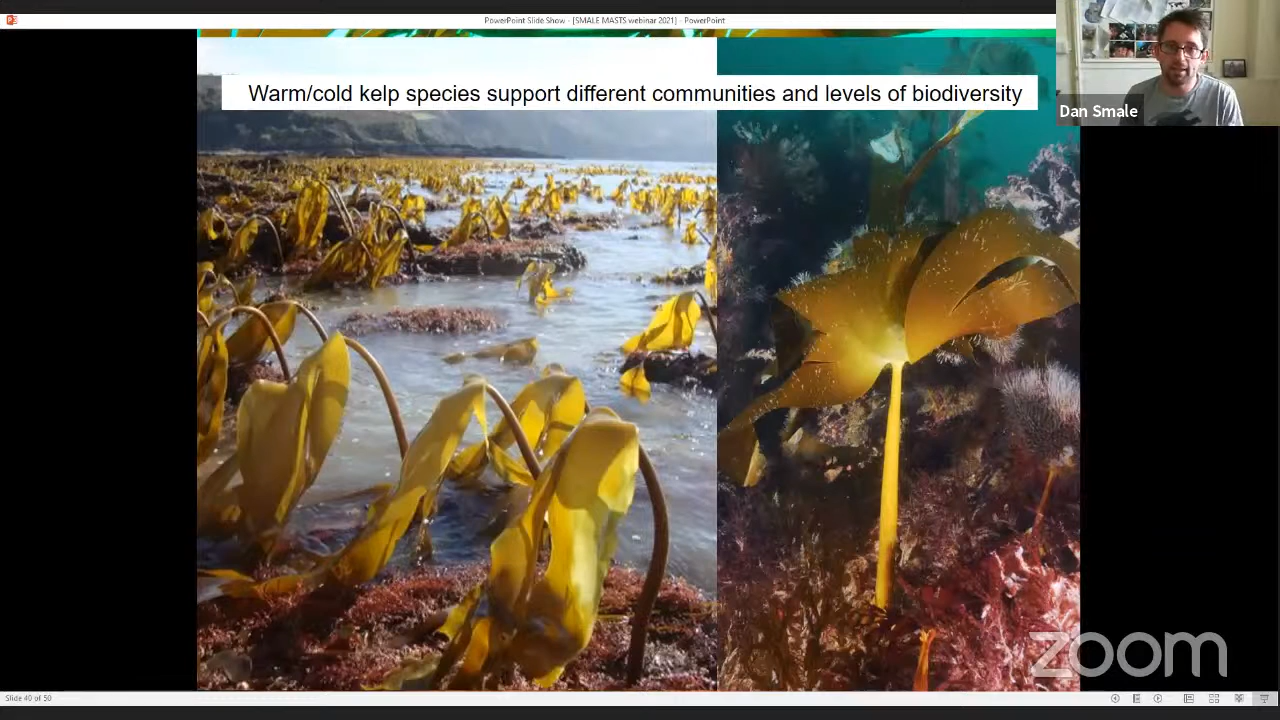 PowerPoint Slide Show - [SMALE MASTS webinar 2021] - PowerPoint
Warm/cold kelp species support different communities and levels of biodiversity
Dan Smale
zoom
Slide 40 of 50